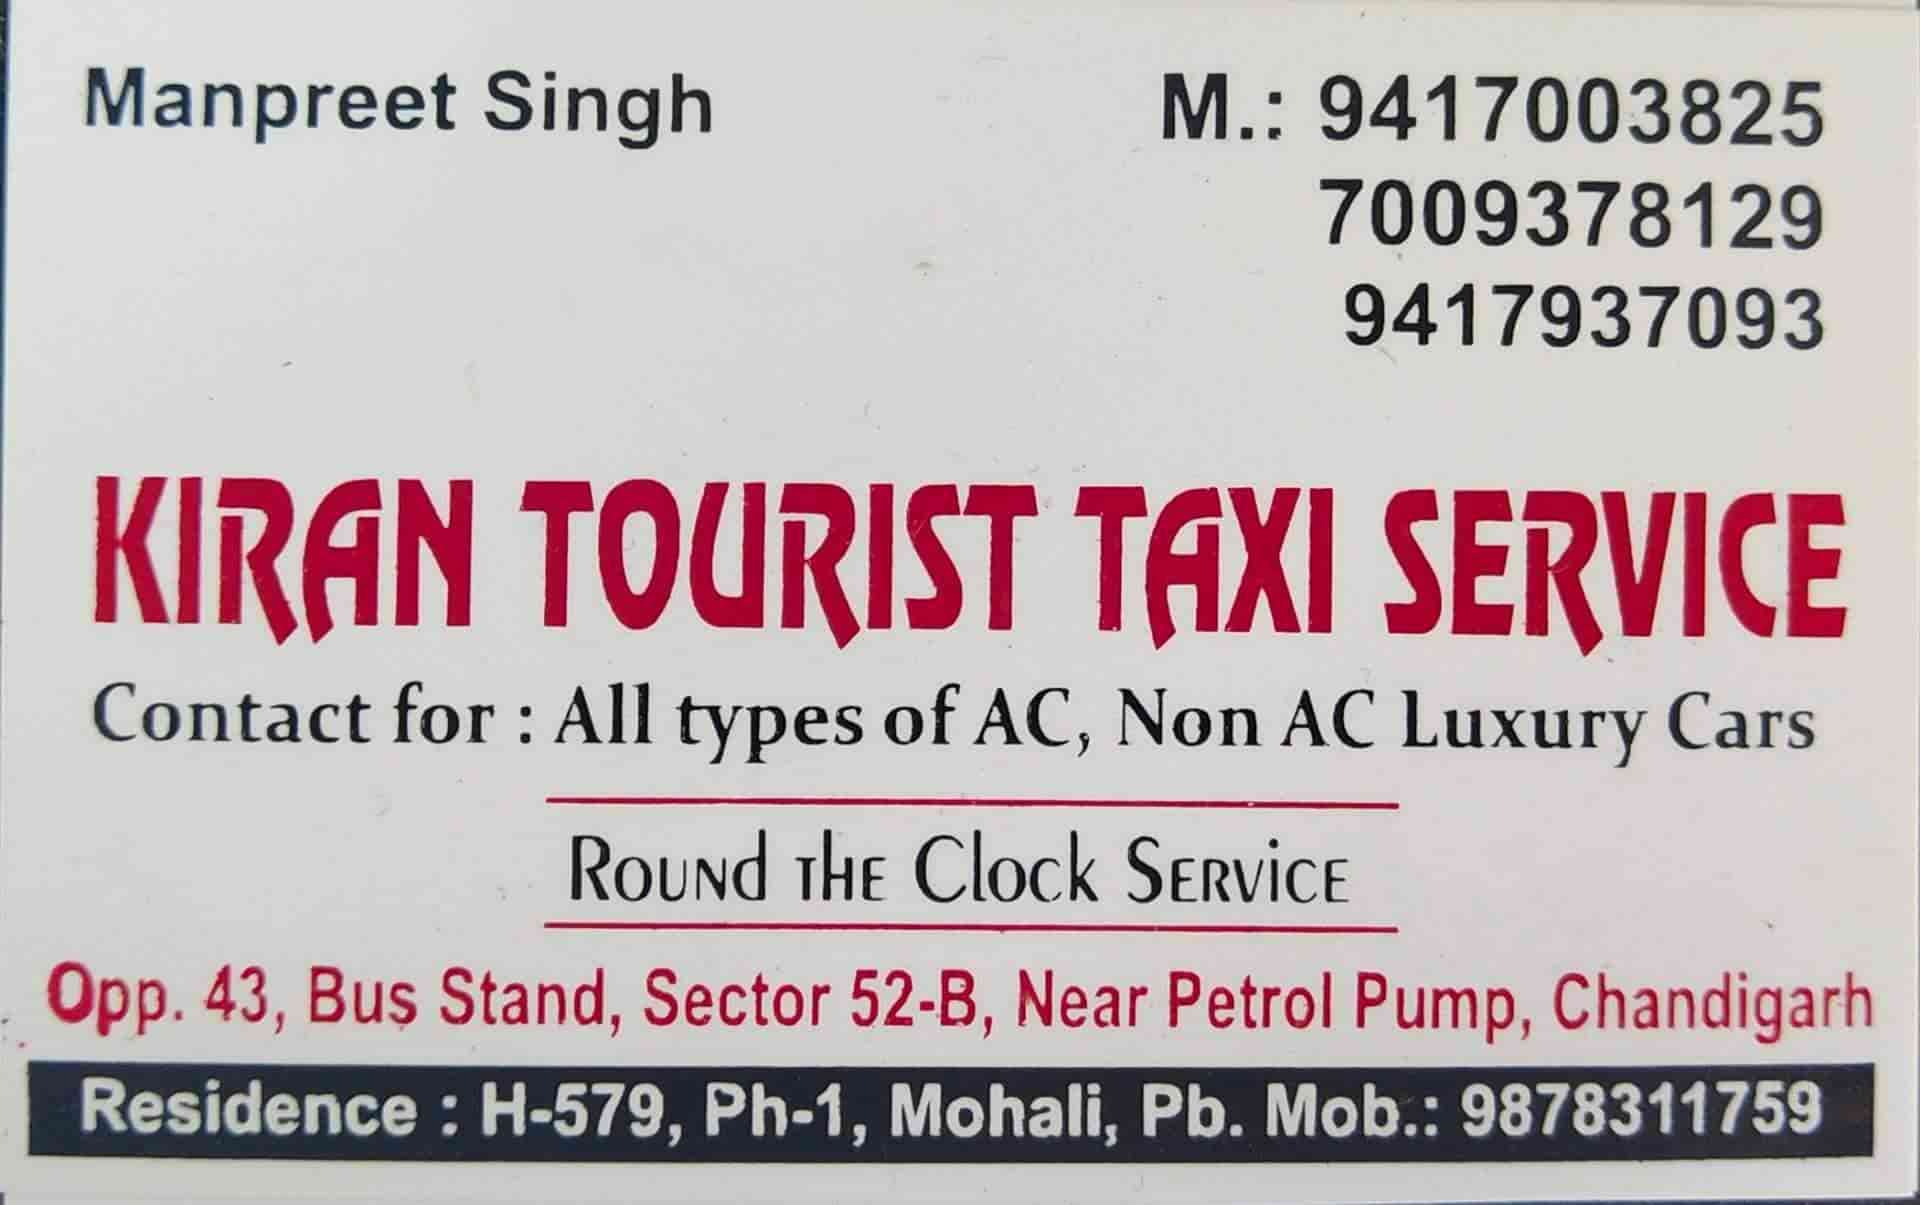 Manpreet Singh
M.: 9417003825
7009378129
9417937093
KIRAN TOURIST TAXI SERVICE
Contact for : All types of AC, Non AC Luxury Cars
Round the Clock Service
Opp. 43, Bus Stand, Sector 52-B, Near Petrol Pump, Chandigarh
Residence : H-579, Ph-1, Mohali, Pb. Mob.: 9878311759